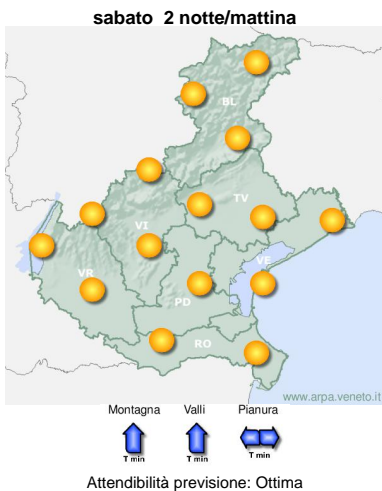 sabato 2 notte/mattina
BL
TV
VI
VE
VR
PD
RO
www.arpa.veneto.it
Montagna Valli Pianura
T min T min T min
Attendibilità previsione: Ottima